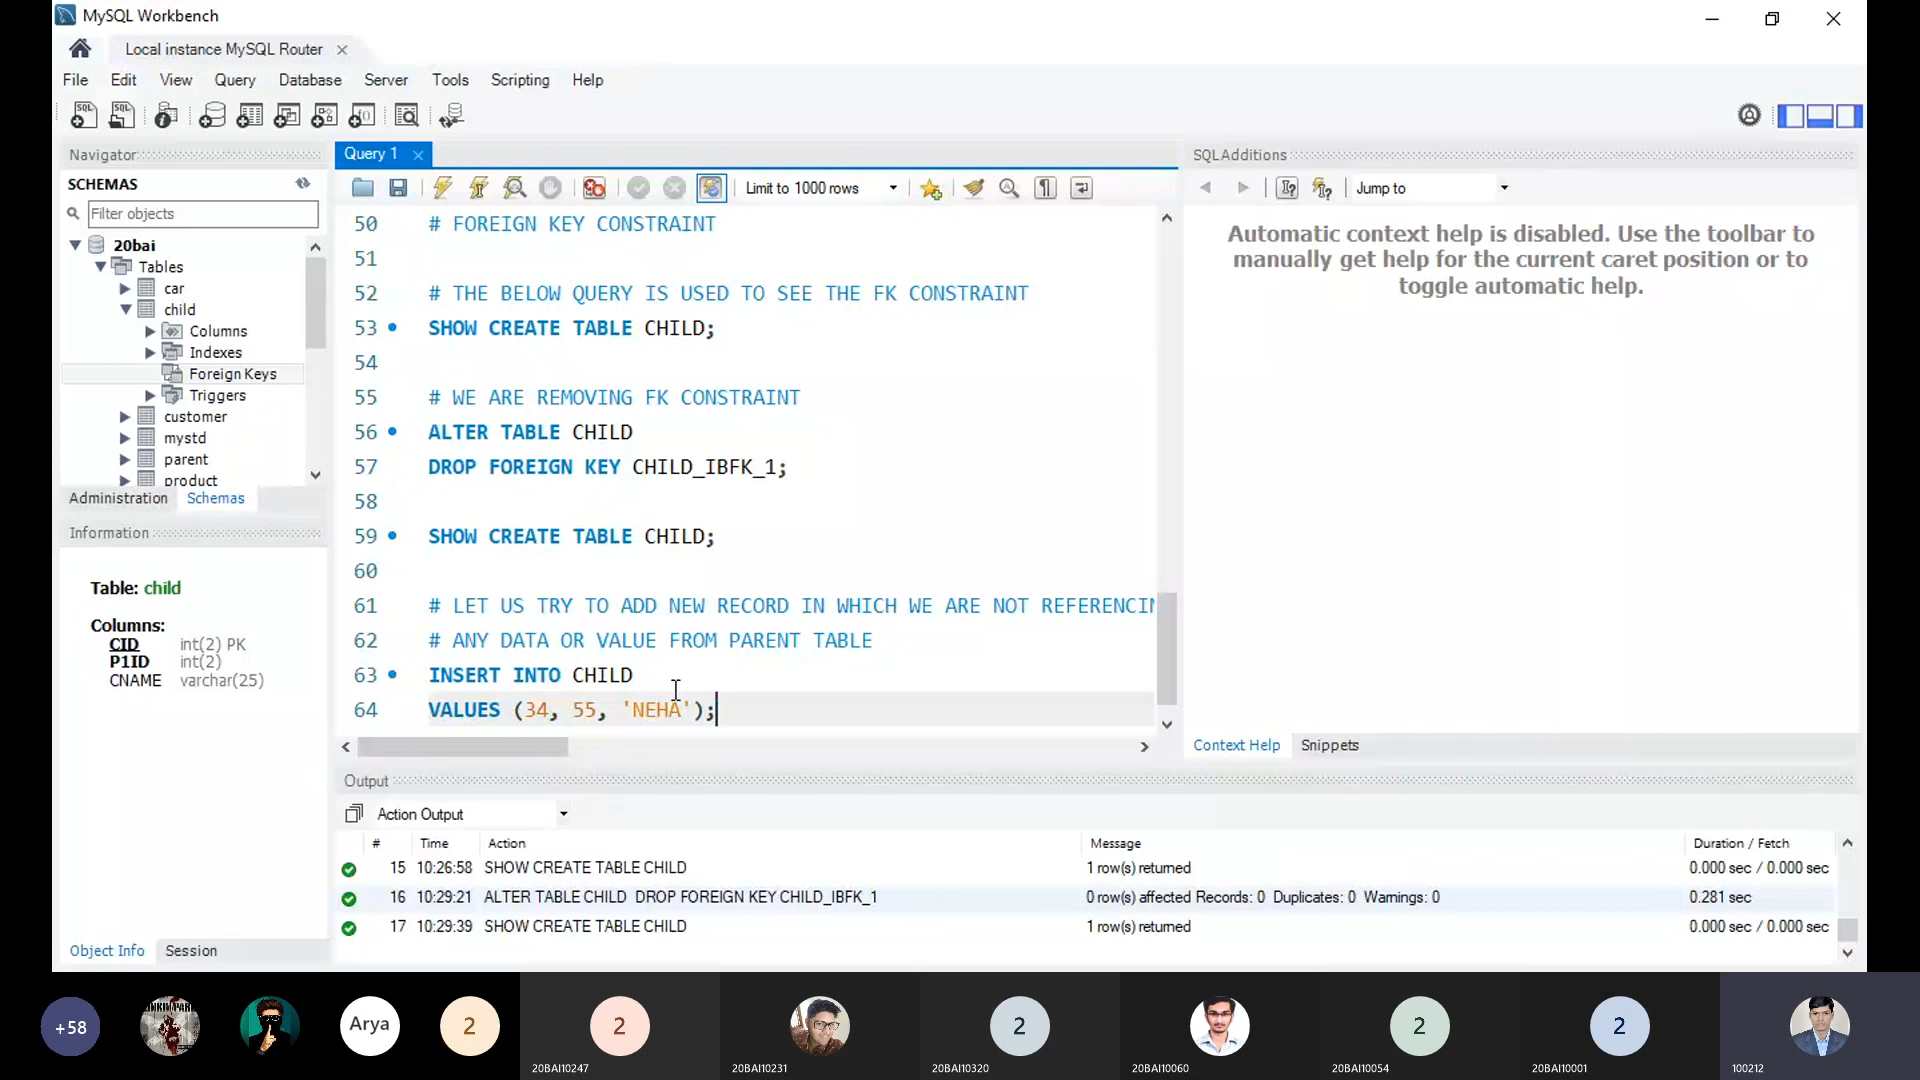 MySQL Workbench
Local instance MySQL Router
File Edit View Query Database Server Tools Scripting Help
Navigator
SCHEMAS
Filter objects
20bai
Tables
car
child
Columns
Indexes
Foreign Keys
Triggers
customer
mystd
parent
product
Administration Schemas
Information
Table: child
Columns:
CID int(2) PK
P1ID int(2)
CNAME varchar(25)
Object Info Session
Query 1
Limit to 1000 rows
50 # FOREIGN KEY CONSTRAINT
51
52 # THE BELOW QUERY IS USED TO SEE THE FK CONSTRAINT
53 SHOW CREATE TABLE CHILD;
54
55 # WE ARE REMOVING FK CONSTRAINT
56 ALTER TABLE CHILD
57 DROP FOREIGN KEY CHILD_IBFK_1;
58
59 SHOW CREATE TABLE CHILD;
60
61 # LET US TRY TO ADD NEW RECORD IN WHICH WE ARE NOT REFERENCIN
62 # ANY DATA OR VALUE FROM PARENT TABLE
63 INSERT INTO CHILD
64 VALUES (34, 55, 'NEHA');
SQLAdditions
Jump to
Automatic context help is disabled. Use the toolbar to
manually get help for the current caret position or to
toggle automatic help.
Context Help Snippets
Output
Action Output
# Time Action Message Duration / Fetch
15 10:26:58 SHOW CREATE TABLE CHILD 1 row(s) returned 0.000 sec / 0.000 sec
16 10:29:21 ALTER TABLE CHILD DROP FOREIGN KEY CHILD_IBFK_1 0 row(s) affected Records: 0 Duplicates: 0 Warnings: 0 0.281 sec
17 10:29:39 SHOW CREATE TABLE CHILD 1 row(s) returned 0.000 sec / 0.000 sec
+58 Arya 2 2 2 2 2
20BAI10247 20BAI10231 20BAI10320 20BAI10060 20BAI10054 20BAI10001 100212